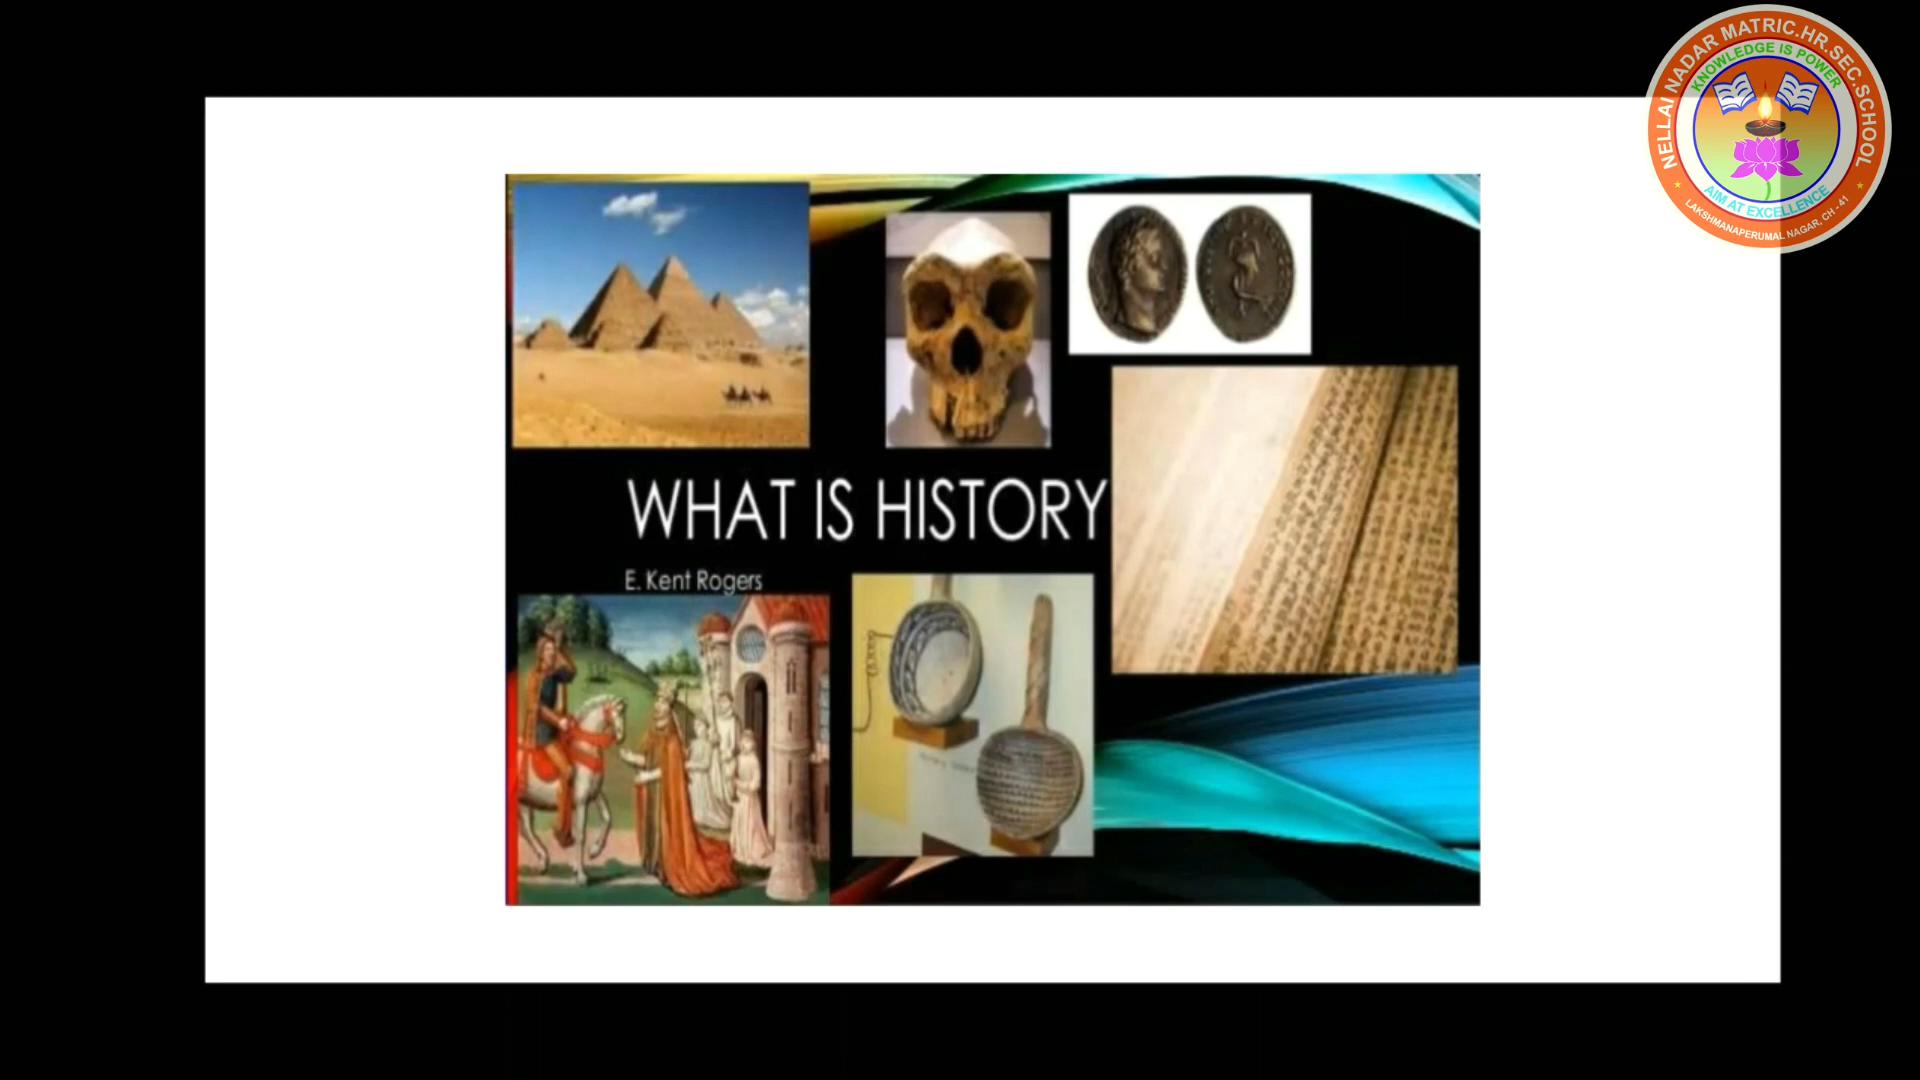 WHAT IS HISTORY
E. Kent Rogers
NELLAI NADAR MATRIC.HR.SEC.SCHOOL
KNOWLEDGE IS POWER
AIM AT EXCELLENCE
LAKSHMANAPERUMAL NAGAR, CH - 41